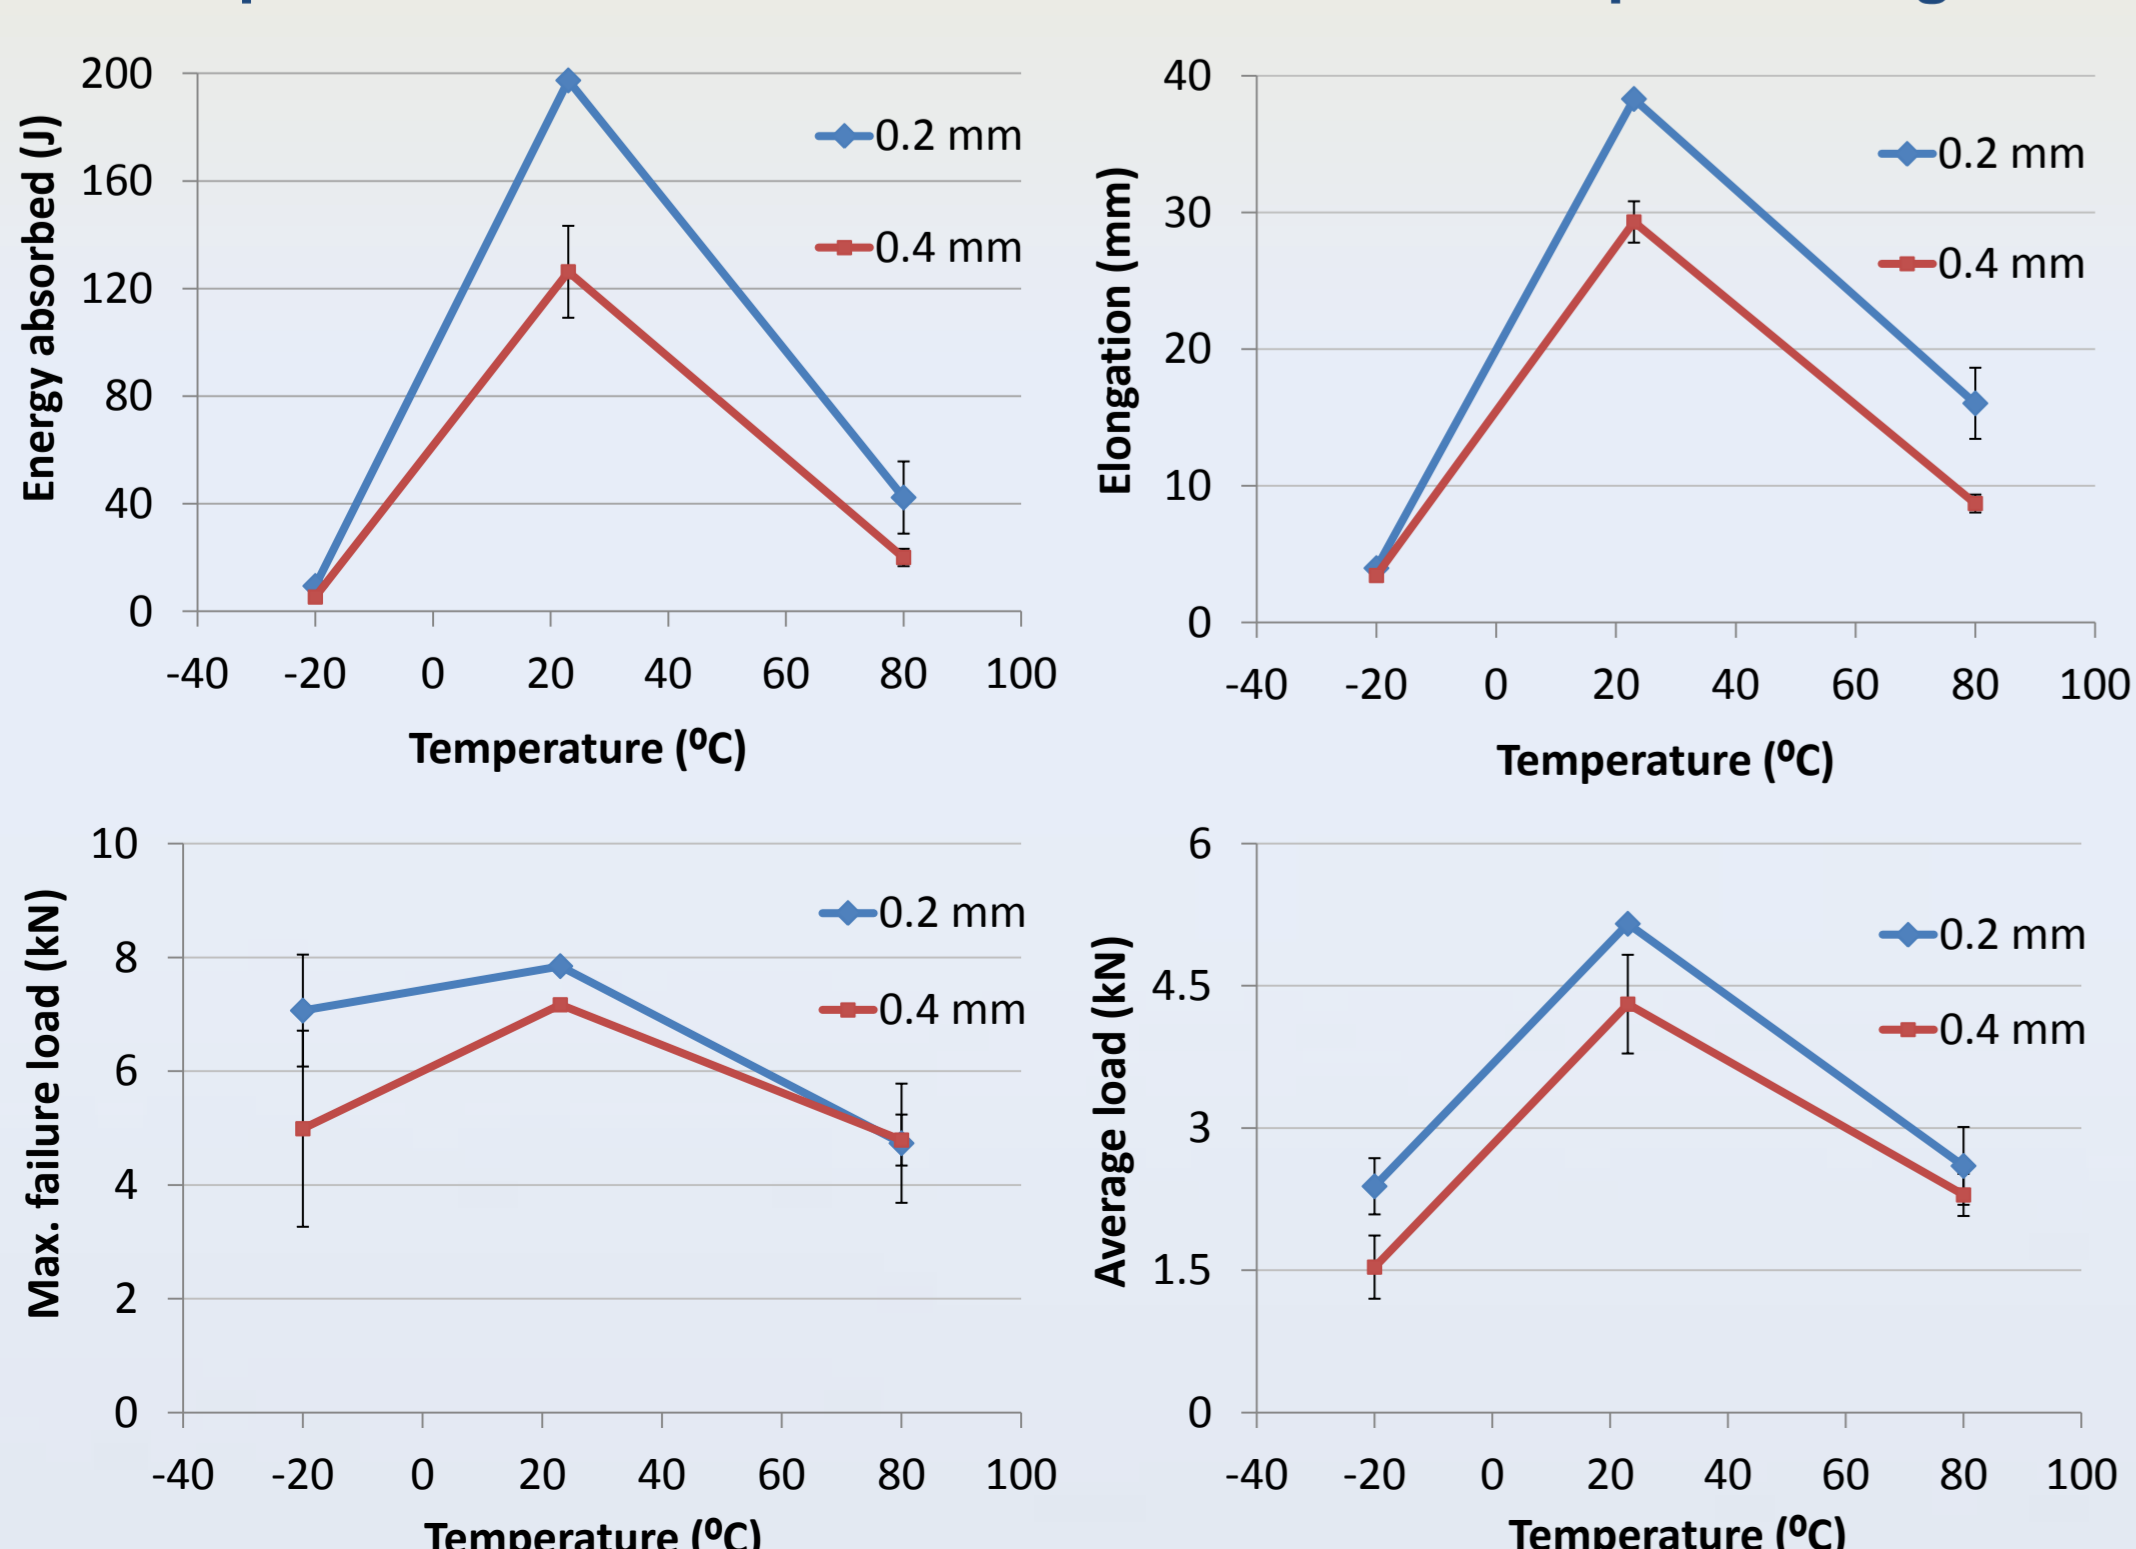 Energy absorbed (J)
200
160
120
80
40
0
-40 -20 0 20 40 60 80 100
Temperature (⁰C)
0.2 mm
0.4 mm
Elongation (mm)
40
30
20
10
0
-40 -20 0 20 40 60 80 100
Temperature (⁰C)
0.2 mm
0.4 mm
Max. failure load (kN)
10
8
6
4
2
0
-40 -20 0 20 40 60 80 100
Temperature (⁰C)
0.2 mm
0.4 mm
Average load (kN)
6
4.5
3
1.5
0
-40 -20 0 20 40 60 80 100
Temperature (⁰C)
0.2 mm
0.4 mm